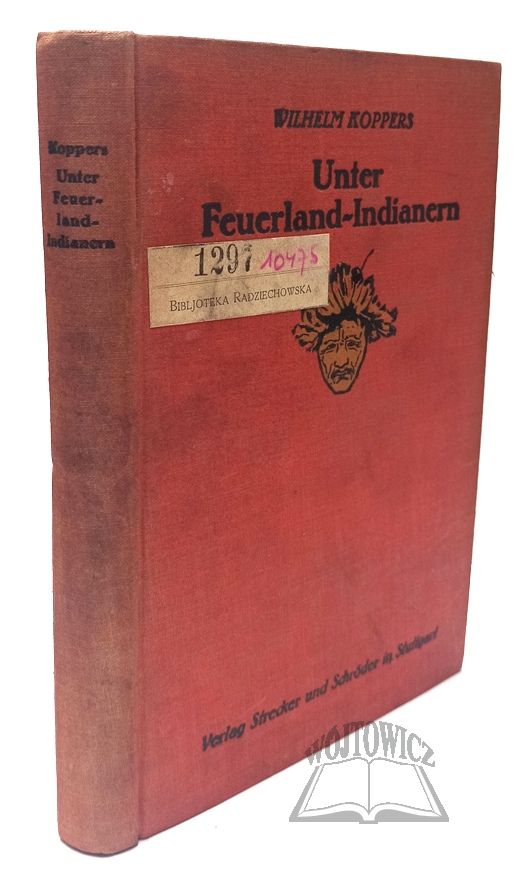 Koppers
Unter
Feuer-
land-
Indianern
WILHELM KOPPERS
Unter
Feuerland-Indianern
1297 10475
BIBLJOTEKA RADZIECHOWSKA
Verlag Strecker und Schröder in Stuttgart
WÓJTOWICZ